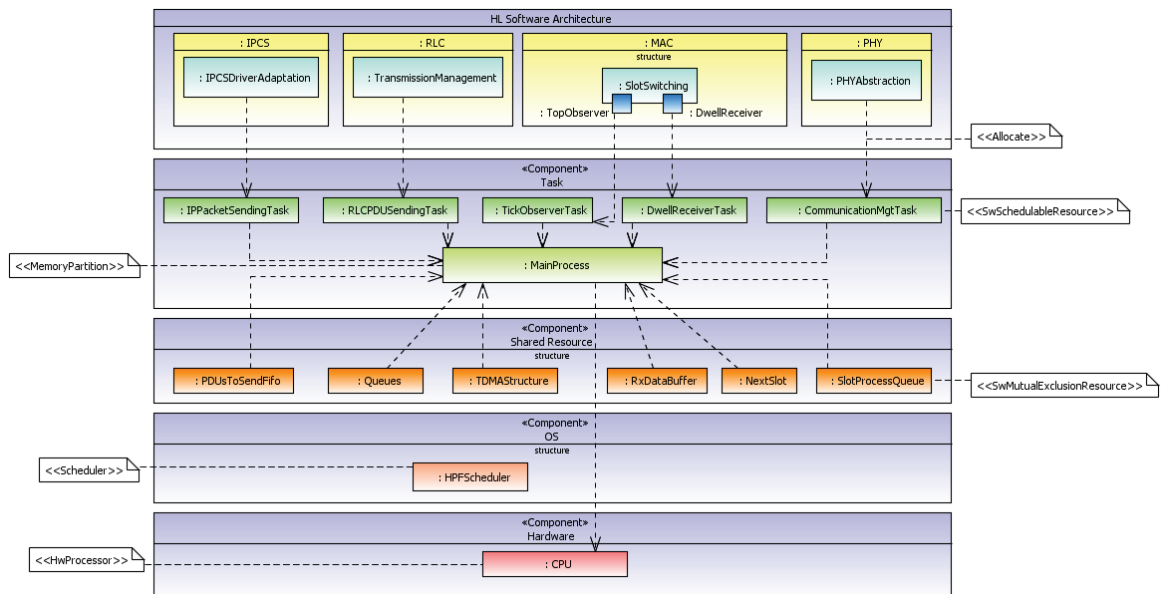 HL Software Architecture
: IPCS
: RLC
: MAC
: PHY
structure
: IPCSDriverAdaptation
: TransmissionManagement
: SlotSwitching
: PHYAbstraction
: TopObserver
: DwellReceiver
<<Allocate>>
«Component»
Task
: IPPacketSendingTask
: RLCPDUSendingTask
: TickObserverTask
: DwellReceiverTask
: CommunicationMgtTask
<<SwSchedulableResource>>
<<MemoryPartition>>
: MainProcess
«Component»
Shared Resource
structure
: PDUsToSendFifo
: Queues
: TDMAStructure
: RxDataBuffer
: NextSlot
: SlotProcessQueue
<<SwMutualExclusionResource>>
«Component»
OS
structure
<<Scheduler>>
: HPFScheduler
«Component»
Hardware
<<HwProcessor>>
: CPU